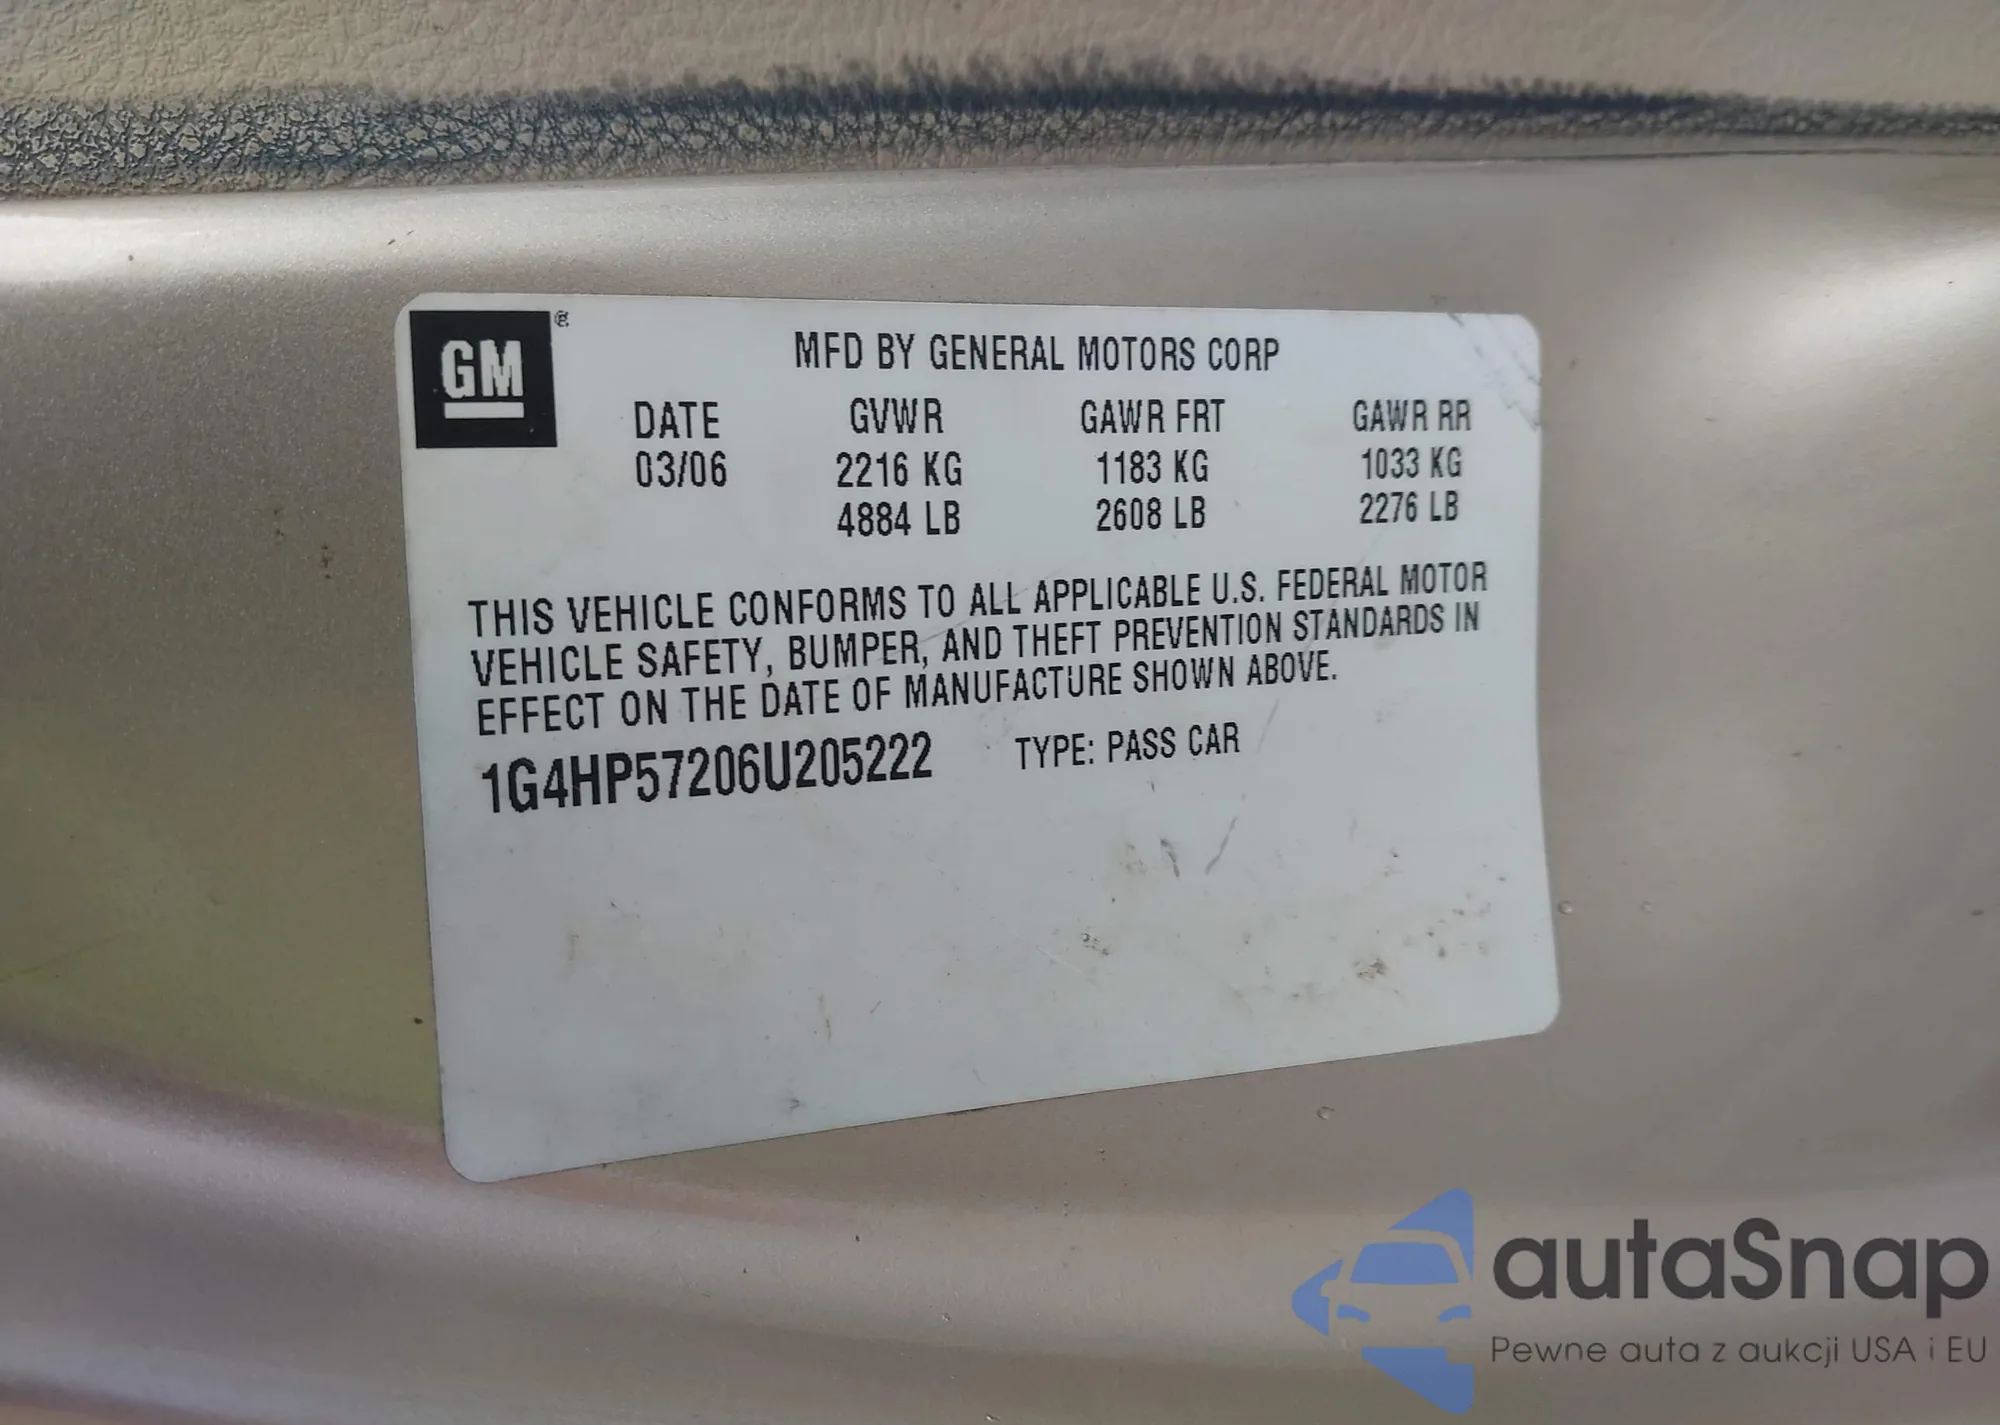 GM®
MFD BY GENERAL MOTORS CORP
DATE GVWR GAWR FRT GAWR RR
03/06 2216 KG 1183 KG 1033 KG
4884 LB 2608 LB 2276 LB
THIS VEHICLE CONFORMS TO ALL APPLICABLE U.S. FEDERAL MOTOR
VEHICLE SAFETY, BUMPER, AND THEFT PREVENTION STANDARDS IN
EFFECT ON THE DATE OF MANUFACTURE SHOWN ABOVE.
1G4HP57206U205222 TYPE: PASS CAR
autaSnap
Pewne auta z aukcji USA i EU